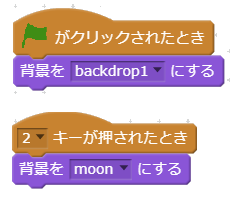 がクリックされたとき
背景を backdrop1 にする
2 キーが押されたとき
背景を moon にする